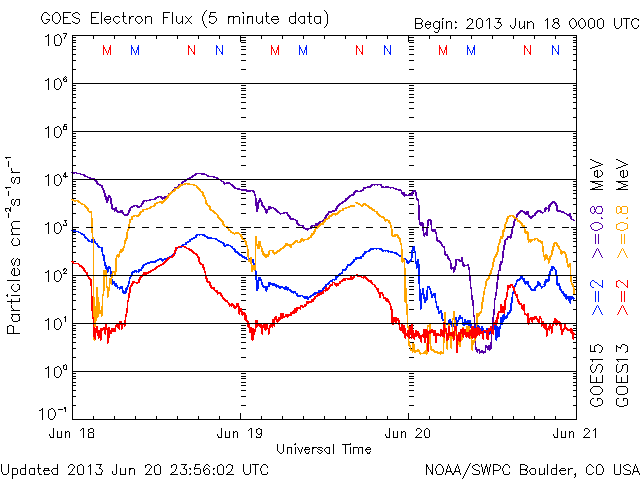 GOES Electron Flux (5 minute data)
Begin: 2013 Jun 18 0000 UTC
M M N N M M N N M M N N
10⁷
10⁶
10⁵
10⁴
10³
10²
10¹
10⁰
10⁻¹
Particles cm⁻²s⁻¹sr⁻¹
GOES15 >=2 >=0.8 MeV
GOES13 >=2 >=0.8 MeV
Jun 18 Jun 19 Jun 20 Jun 21
Universal Time
Updated 2013 Jun 20 23:56:02 UTC
NOAA/SWPC Boulder, CO USA